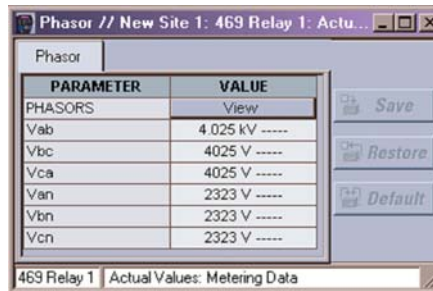 Phasor // New Site 1: 469 Relay 1: Actu...
Phasor
PARAMETER VALUE
PHASORS View
Vab 4.025 kV -----
Vbc 4025 V -----
Vca 4025 V -----
Van 2323 V -----
Vbn 2323 V -----
Vcn 2323 V -----
Save
Restore
Default
469 Relay 1 Actual Values: Metering Data